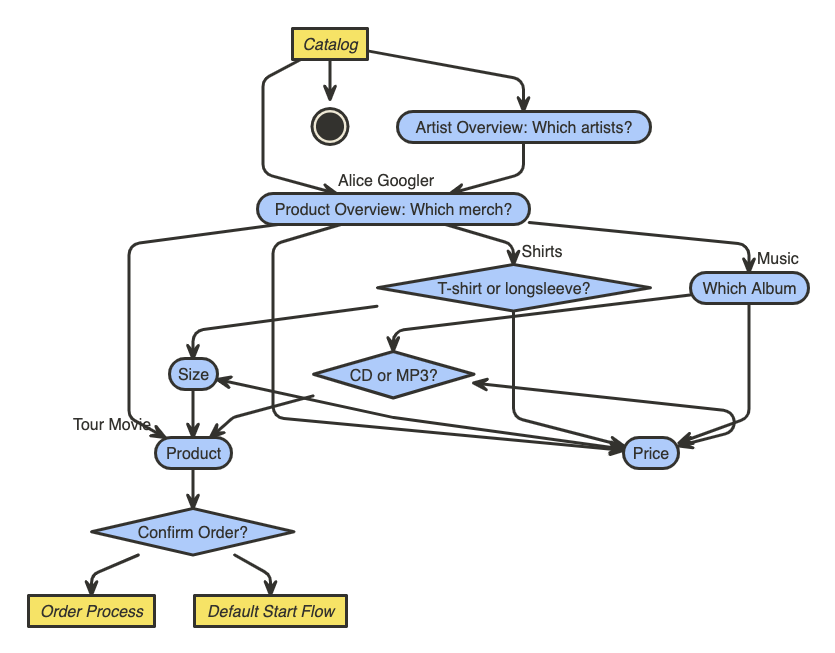 Catalog
Artist Overview: Which artists?
Alice Googler
Product Overview: Which merch?
Shirts
Music
T-shirt or longsleeve?
Which Album
Size
CD or MP3?
Tour Movie
Product
Price
Confirm Order?
Order Process
Default Start Flow